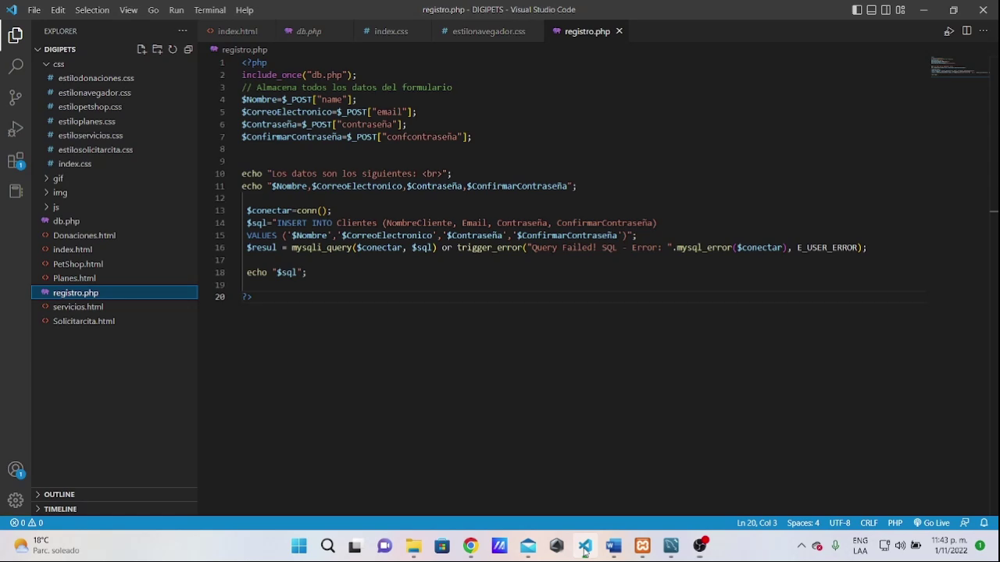 File Edit Selection View Go Run Terminal Help
registro.php - DIGIPETS - Visual Studio Code
EXPLORER
index.html
db.php
index.css
estilonavegador.css
registro.php
DIGIPETS
css
estilodonaciones.css
estilonavegador.css
estilopetshop.css
estiloplanes.css
estiloservicios.css
estilosolicitarcita.css
index.css
gif
img
js
db.php
Donaciones.html
index.html
PetShop.html
Planes.html
registro.php
servicios.html
Solicitarcita.html
OUTLINE
TIMELINE
registro.php
1 <?php
2 include_once("db.php");
3 // Almacena todos los datos del formulario
4 $Nombre=$_POST["name"];
5 $CorreoElectronico=$_POST["email"];
6 $Contraseña=$_POST["contraseña"];
7 $ConfirmarContraseña=$_POST["confcontraseña"];
8
9
10 echo "Los datos son los siguientes: <br>";
11 echo "$Nombre,$CorreoElectronico,$Contraseña,$ConfirmarContraseña";
12
13 $conectar=conn();
14 $sql="INSERT INTO Clientes (NombreCliente, Email, Contraseña, ConfirmarContraseña)
15 VALUES ('$Nombre','$CorreoElectronico','$Contraseña','$ConfirmarContraseña')";
16 $resul = mysqli_query($conectar, $sql) or trigger_error("Query Failed! SQL - Error: ".mysql_error($conectar), E_USER_ERROR);
17
18 echo "$sql";
19
20 ?>
0 0
Ln 20, Col 3 Spaces: 4 UTF-8 CRLF PHP Go Live
1
1
18°C
Parc. soleado
ENG
LAA
11:43 p. m.
1/11/2022
1